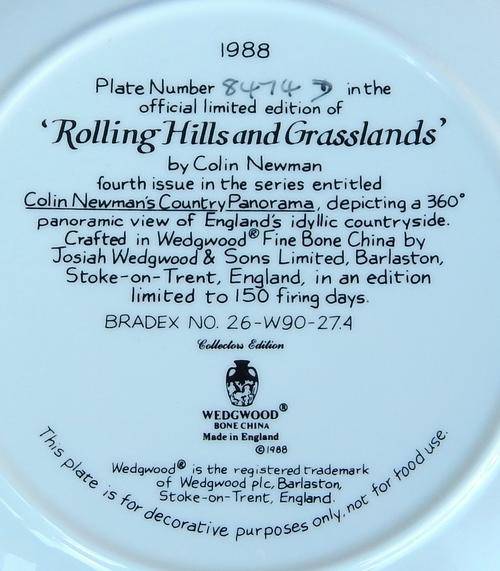 1988
Plate Number 8474 D in the
official limited edition of
‘Rolling Hills and Grasslands’
by Colin Newman
fourth issue in the series entitled
Colin Newman's Country Panorama, depicting a 360°
panoramic view of England's idyllic countryside.
Crafted in Wedgwood® Fine Bone China by
Josiah Wedgwood & Sons Limited, Barlaston,
Stoke-on-Trent, England, in an edition
limited to 150 firing days.
BRADEX NO. 26-W90-27.4
Collectors Edition
WEDGWOOD®
BONE CHINA
Made in England
©1988
Wedgwood® is the registered trademark
of Wedgwood plc, Barlaston,
Stoke-on-Trent, England.
This plate is for decorative purposes only, not for food use.